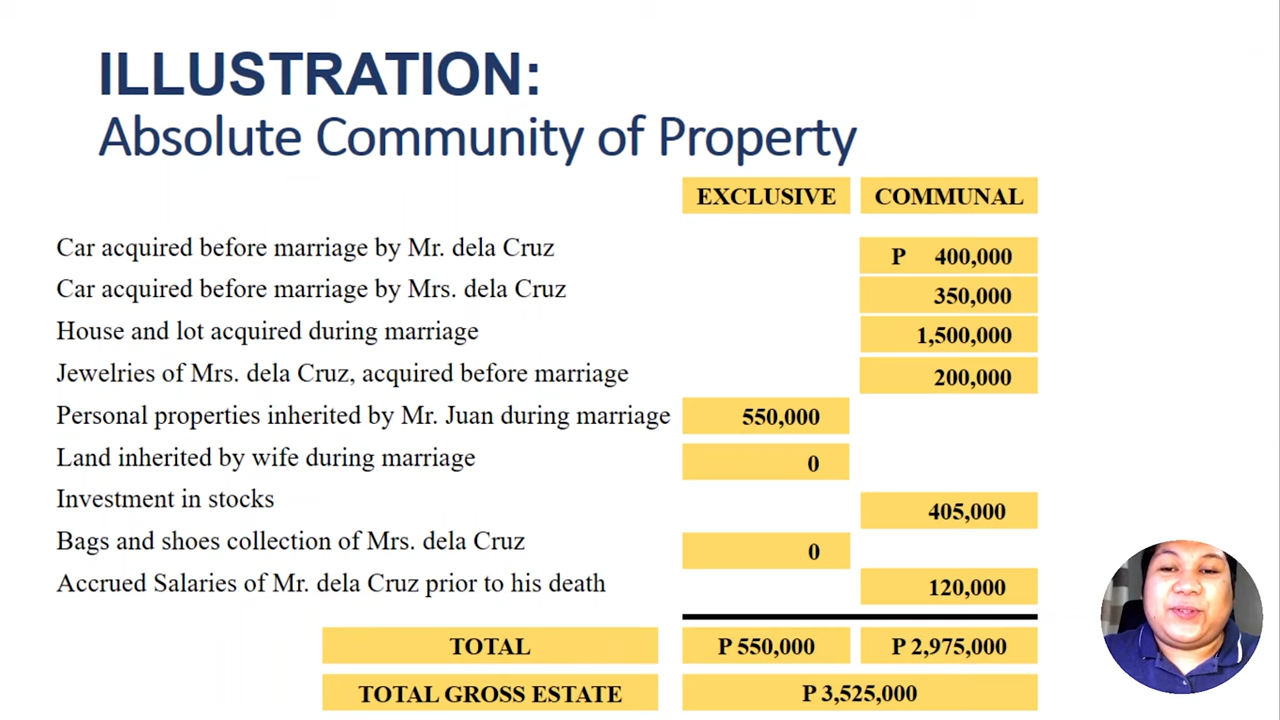 ILLUSTRATION:
Absolute Community of Property
EXCLUSIVE COMMUNAL
Car acquired before marriage by Mr. dela Cruz P 400,000
Car acquired before marriage by Mrs. dela Cruz 350,000
House and lot acquired during marriage 1,500,000
Jewelries of Mrs. dela Cruz, acquired before marriage 200,000
Personal properties inherited by Mr. Juan during marriage 550,000
Land inherited by wife during marriage 0
Investment in stocks 405,000
Bags and shoes collection of Mrs. dela Cruz 0
Accrued Salaries of Mr. dela Cruz prior to his death 120,000
TOTAL P 550,000 P 2,975,000
TOTAL GROSS ESTATE P 3,525,000